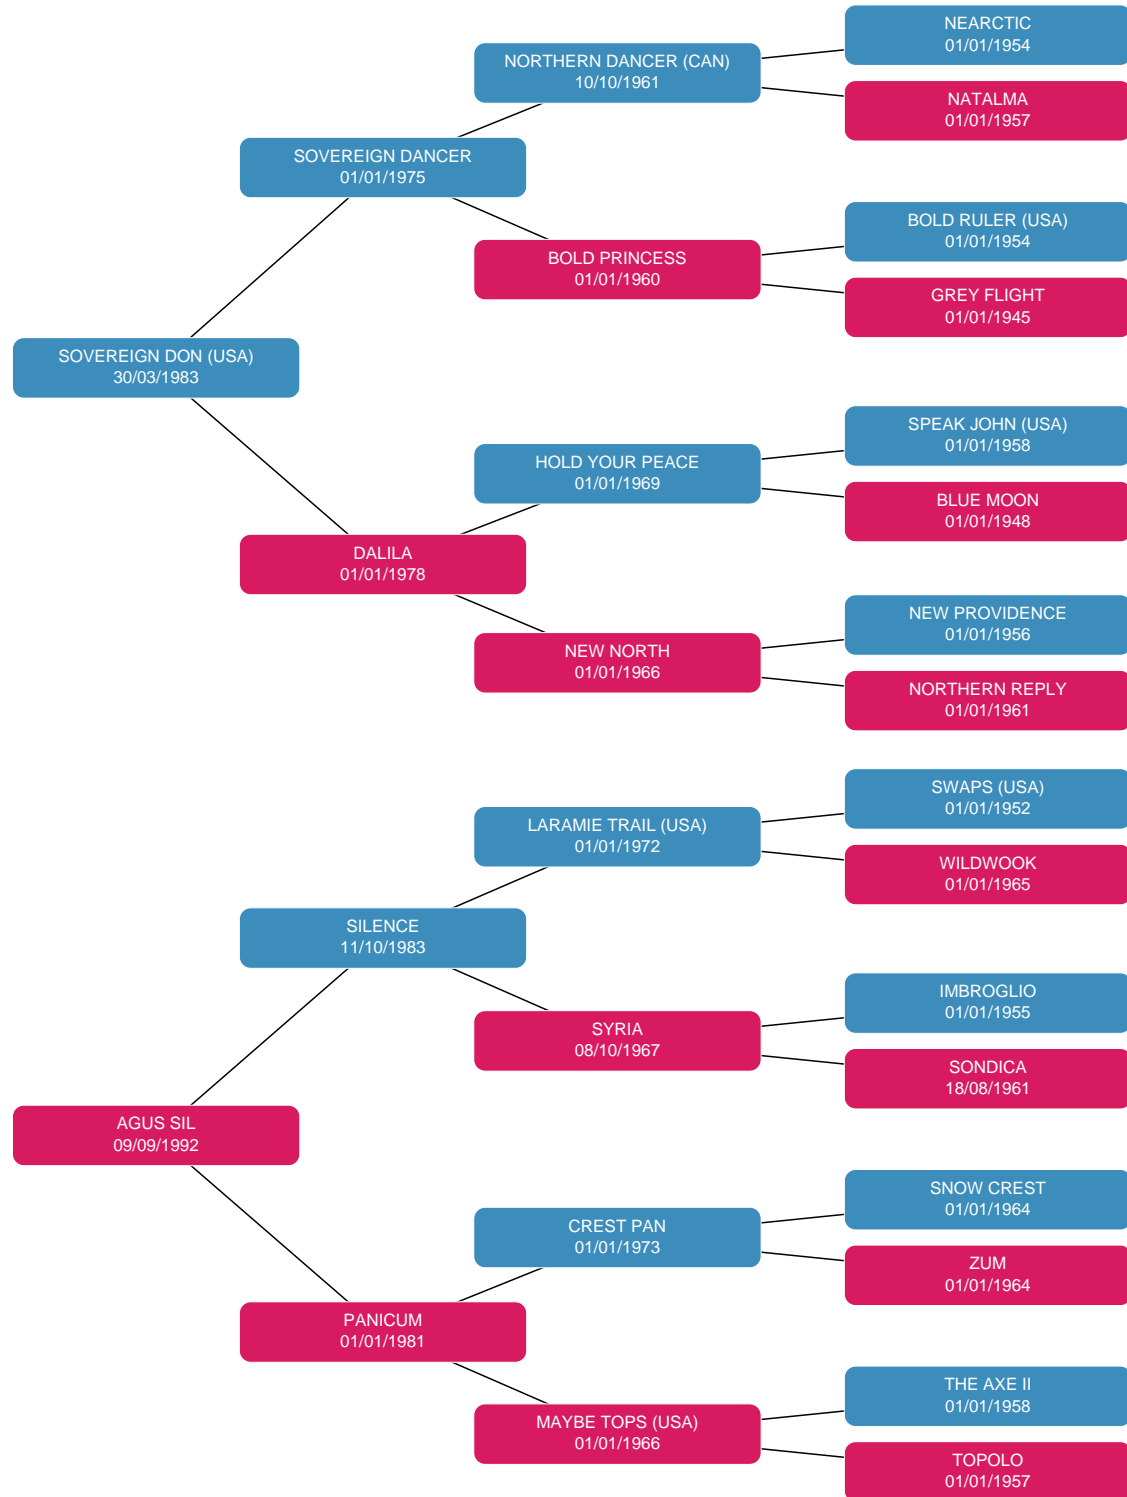 NEARCTIC
01/01/1954
NORTHERN DANCER (CAN)
10/10/1961
NATALMA
01/01/1957
SOVEREIGN DANCER
01/01/1975
BOLD RULER (USA)
01/01/1954
BOLD PRINCESS
01/01/1960
GREY FLIGHT
01/01/1945
SOVEREIGN DON (USA)
30/03/1983
SPEAK JOHN (USA)
01/01/1958
HOLD YOUR PEACE
01/01/1969
BLUE MOON
01/01/1948
DALILA
01/01/1978
NEW PROVIDENCE
01/01/1956
NEW NORTH
01/01/1966
NORTHERN REPLY
01/01/1961
SWAPS (USA)
01/01/1952
LARAMIE TRAIL (USA)
01/01/1972
WILDWOOK
01/01/1965
SILENCE
11/10/1983
IMBROGLIO
01/01/1955
SYRIA
08/10/1967
SONDICA
18/08/1961
AGUS SIL
09/09/1992
SNOW CREST
01/01/1964
CREST PAN
01/01/1973
ZUM
01/01/1964
PANICUM
01/01/1981
THE AXE II
01/01/1958
MAYBE TOPS (USA)
01/01/1966
TOPOLO
01/01/1957